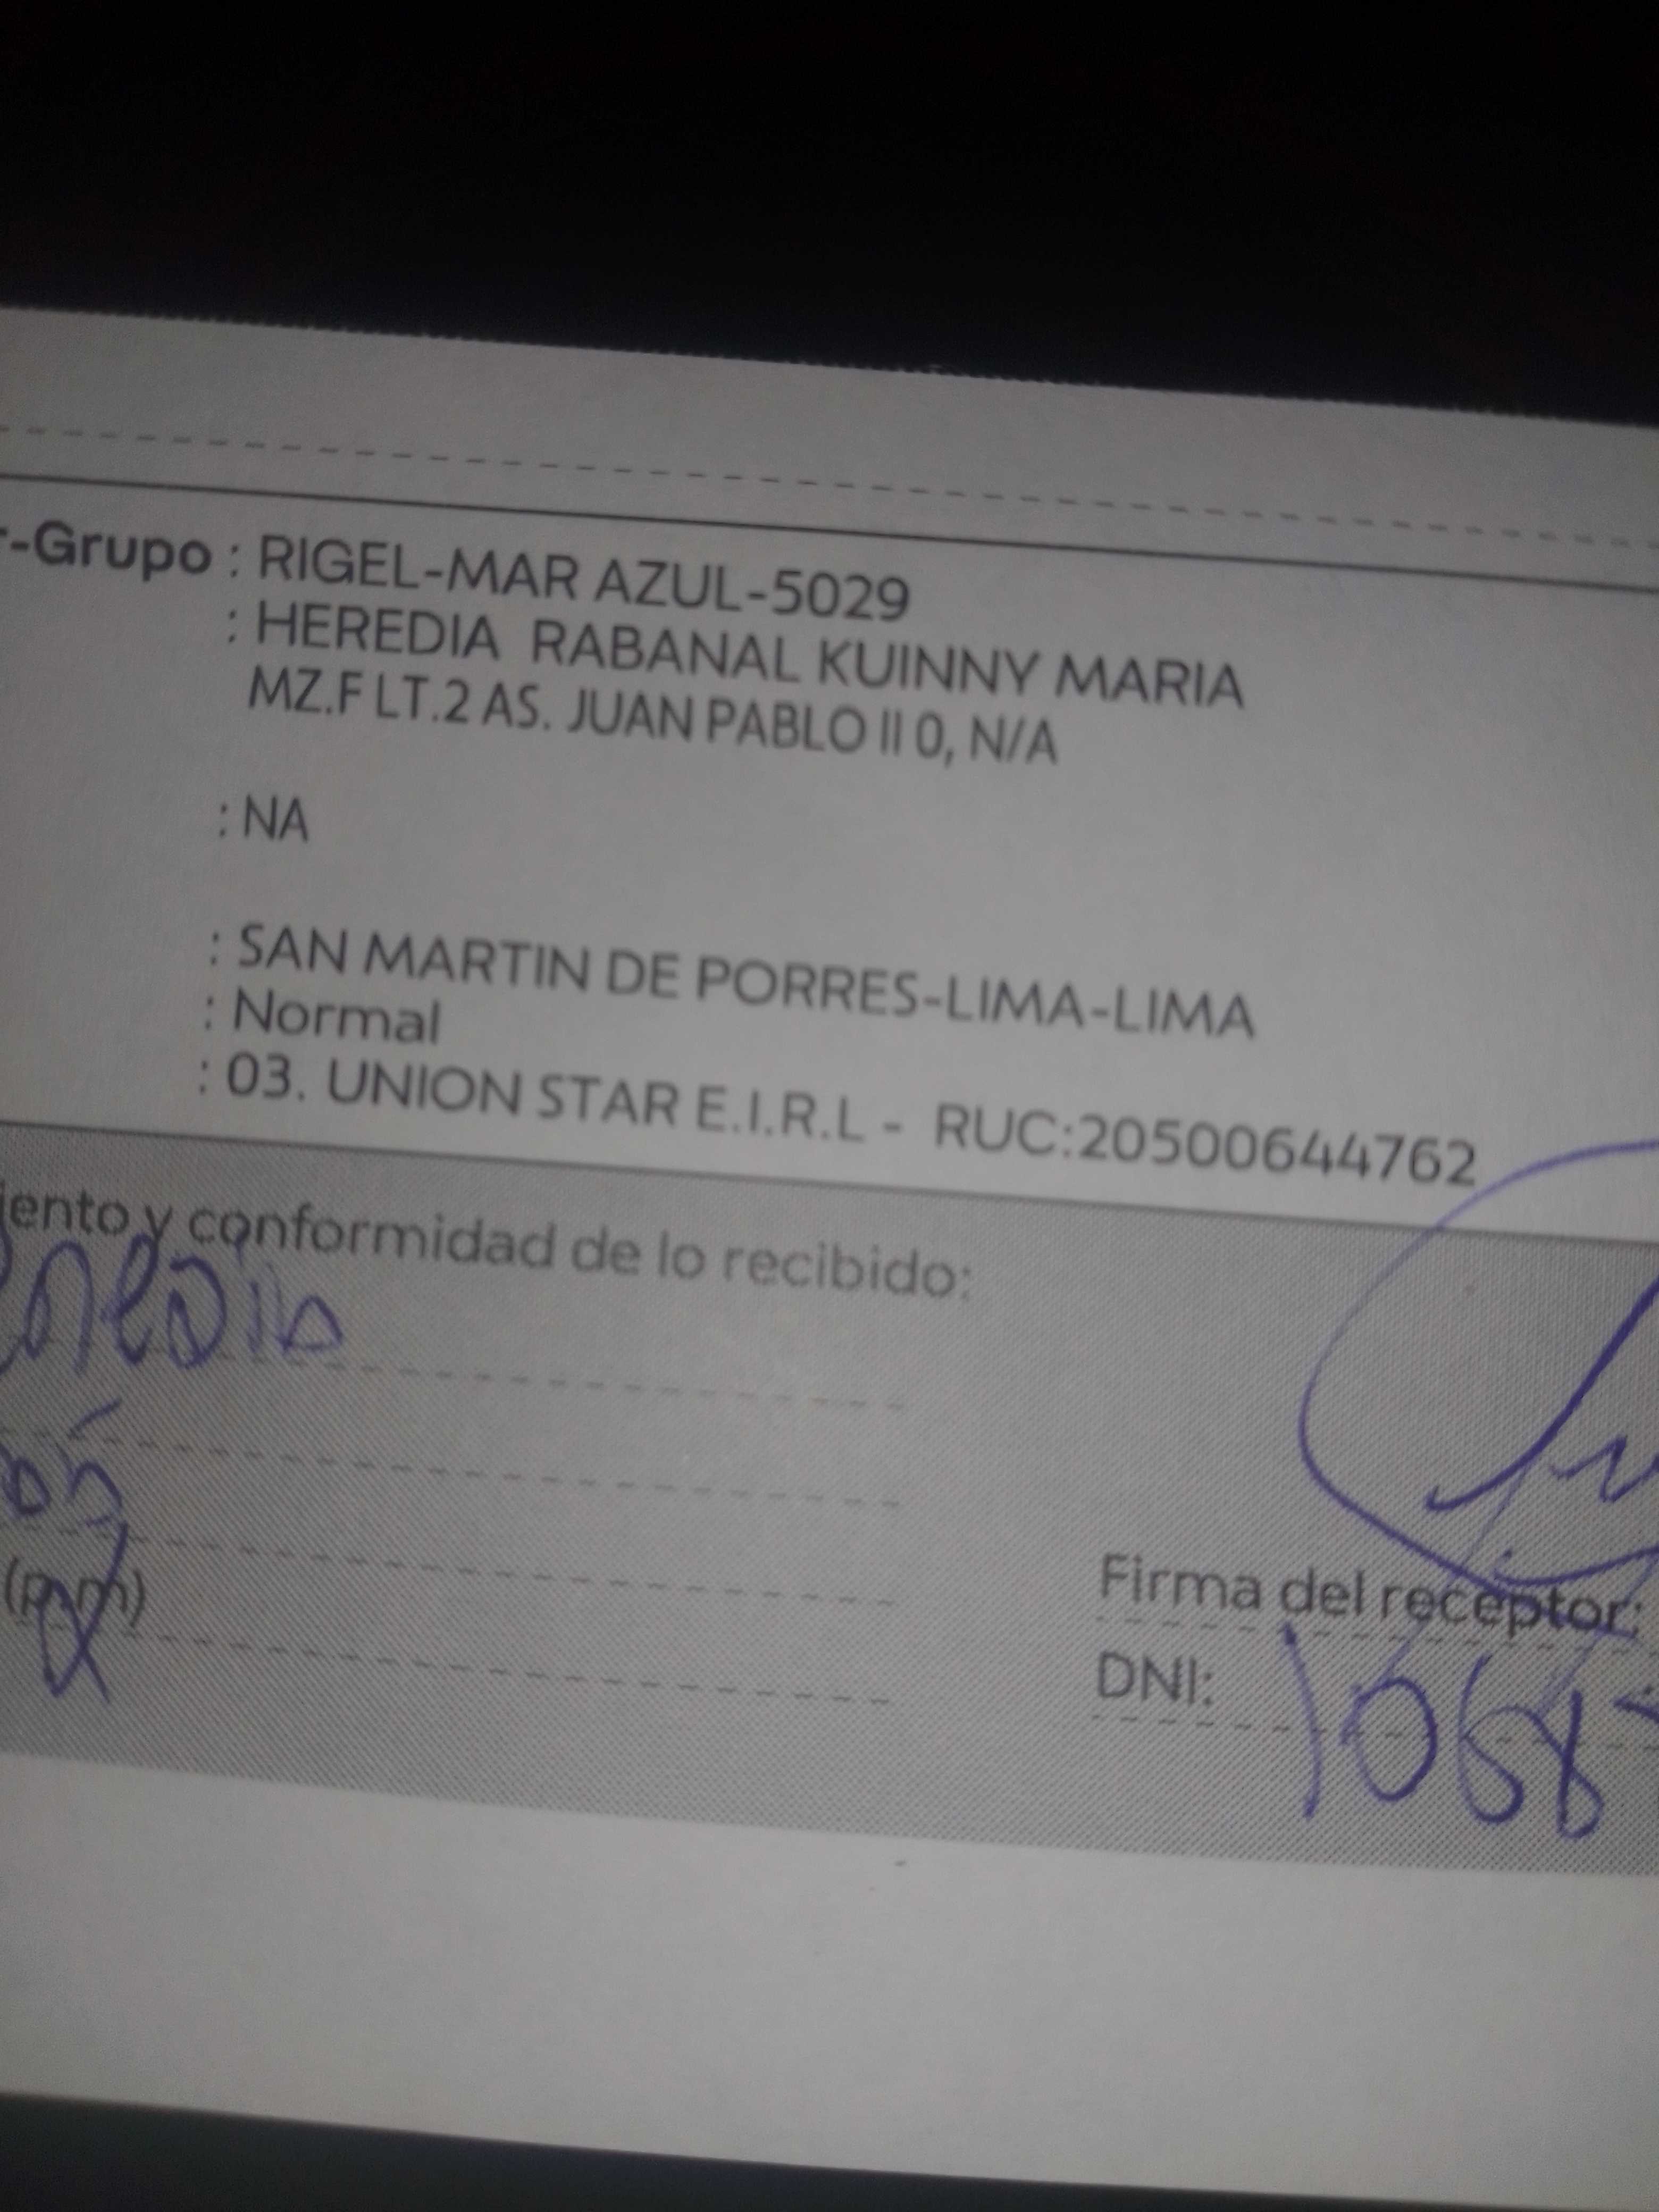 r-Grupo : RIGEL-MAR AZUL-5029
: HEREDIA RABANAL KUINNY MARIA
MZ.F LT.2 AS. JUAN PABLO II 0, N/A
: NA
: SAN MARTIN DE PORRES-LIMA-LIMA
: Normal
: 03. UNION STAR E.I.R.L - RUC:20500644762
iento y conformidad de lo recibido:
Firma del receptor:
DNI: 1068